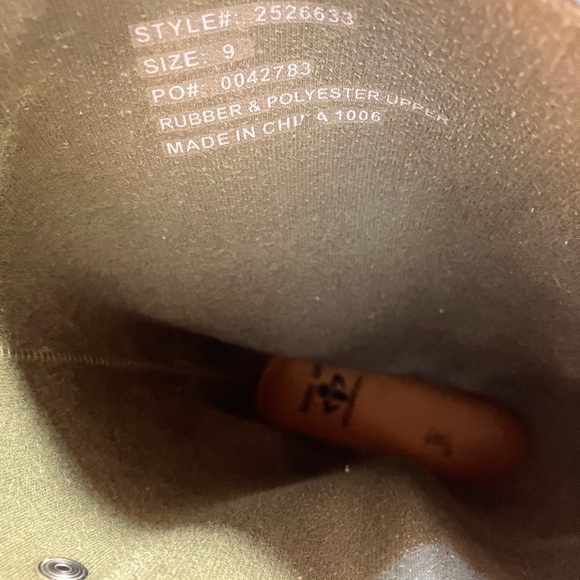 STYLE#: 2526633
SIZE: 9
PO#: 0042783
RUBBER & POLYESTER UPPER
MADE IN CHINA 1006